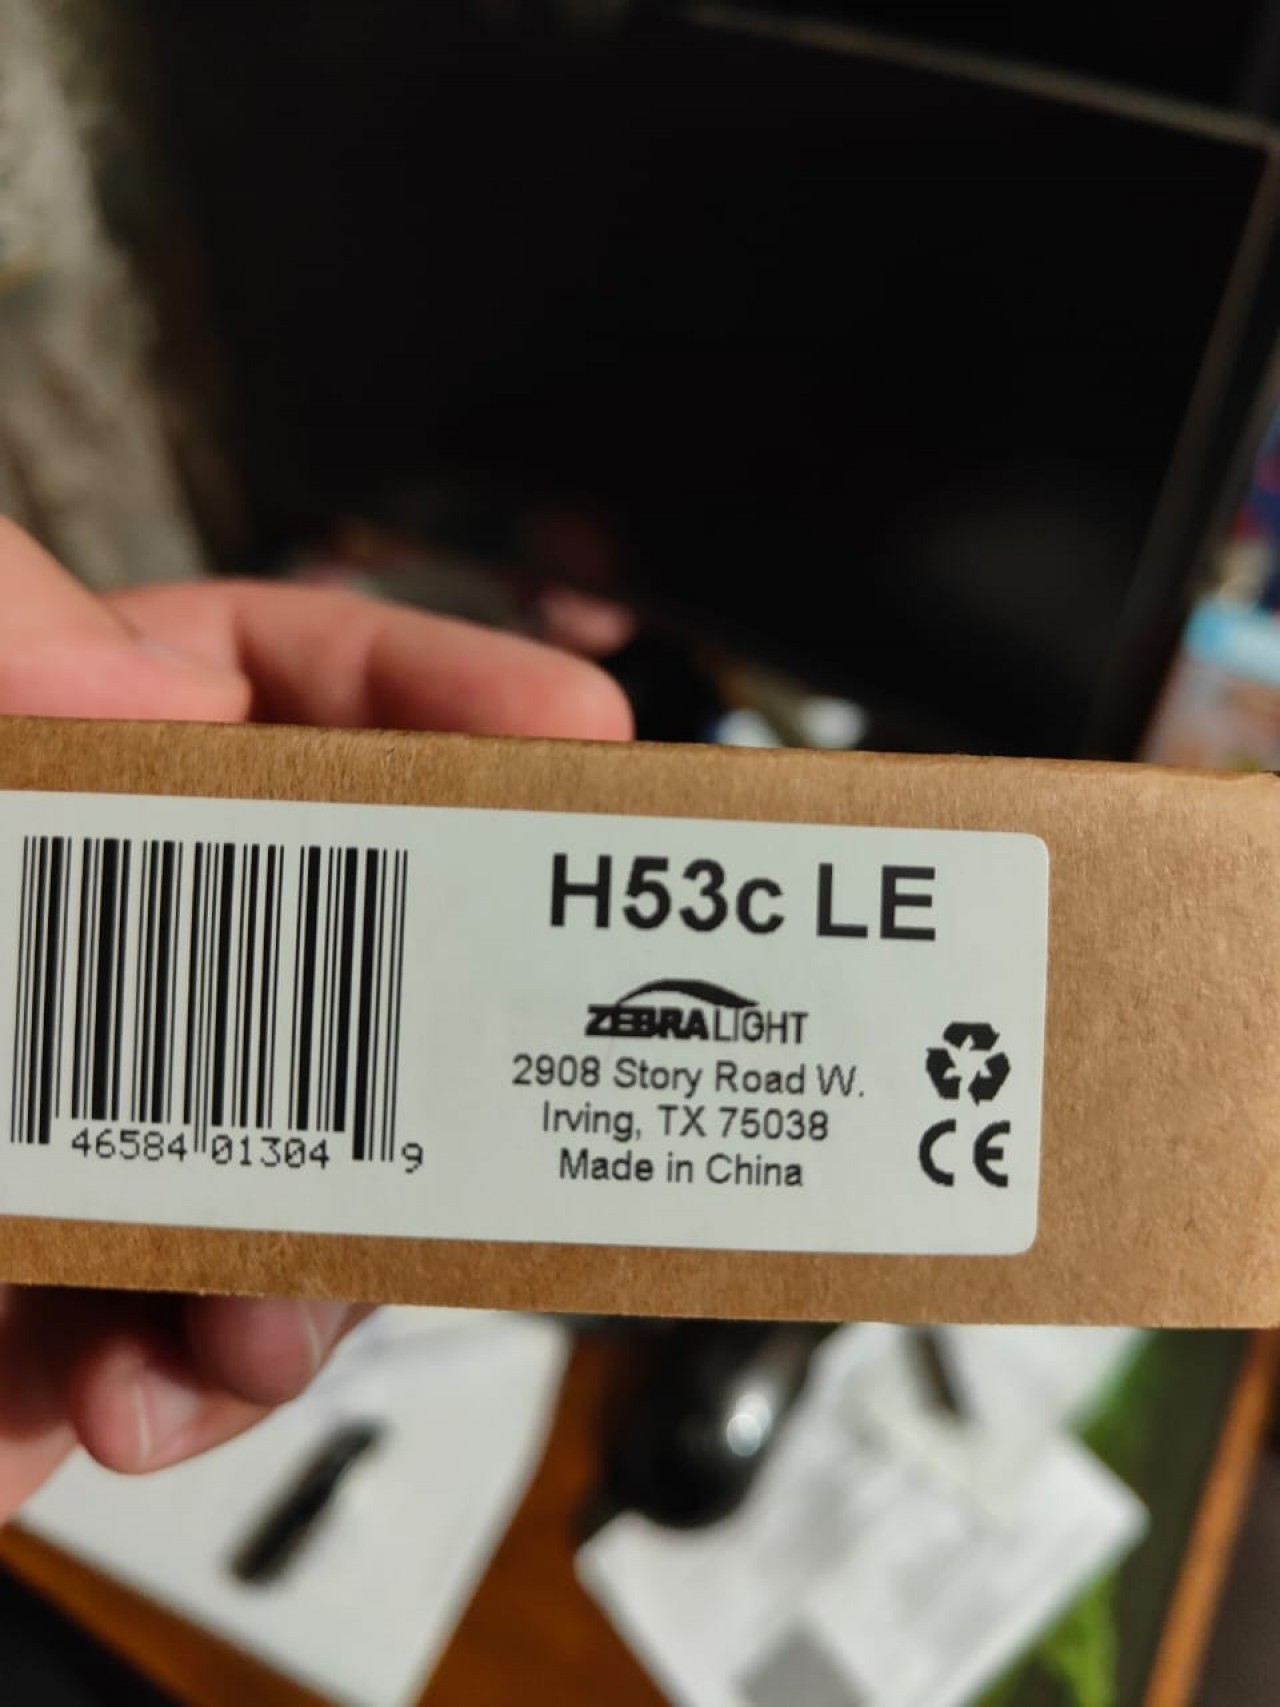 H53c LE
ZEBRALIGHT
2908 Story Road W.
Irving, TX 75038
Made in China
CE
46584 01304 9